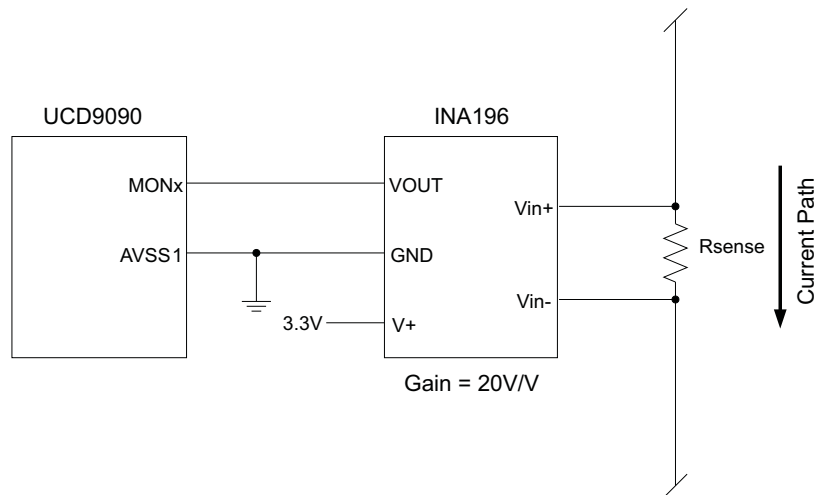 UCD9090
INA196
MONx
VOUT
Vin+
AVSS1
GND
Rsense
Current Path
Vin-
3.3V
V+
Gain = 20V/V